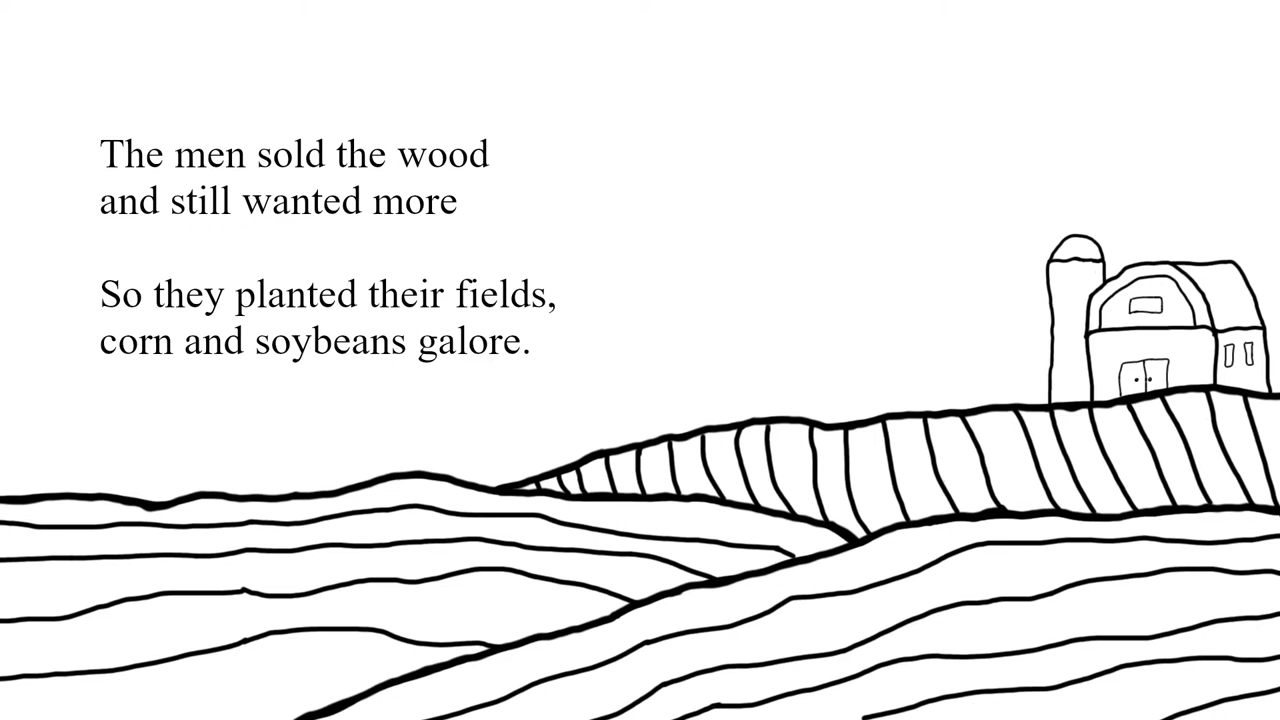 The men sold the wood
and still wanted more
So they planted their fields,
corn and soybeans galore.